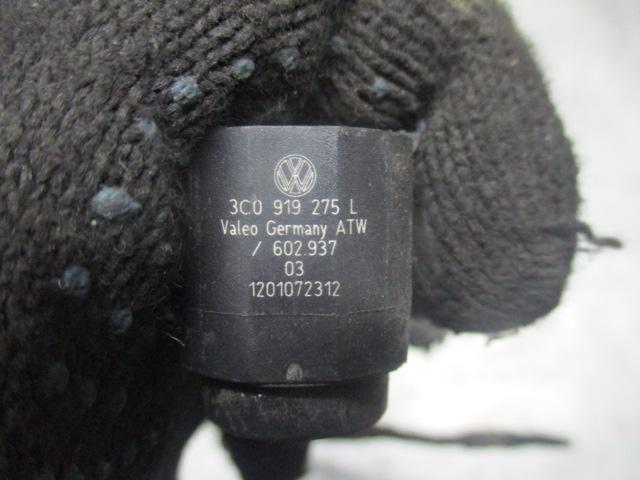 3C0 919 275 L
Valeo Germany ATW
/ 602.937
03
1201072312